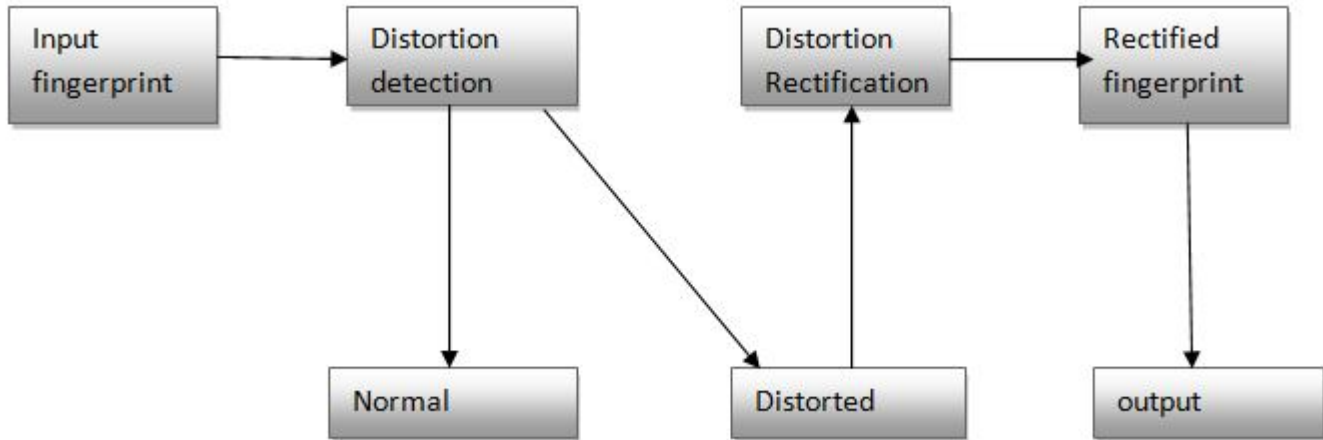 Input
fingerprint
Distortion
detection
Distortion
Rectification
Rectified
fingerprint
Normal
Distorted
output